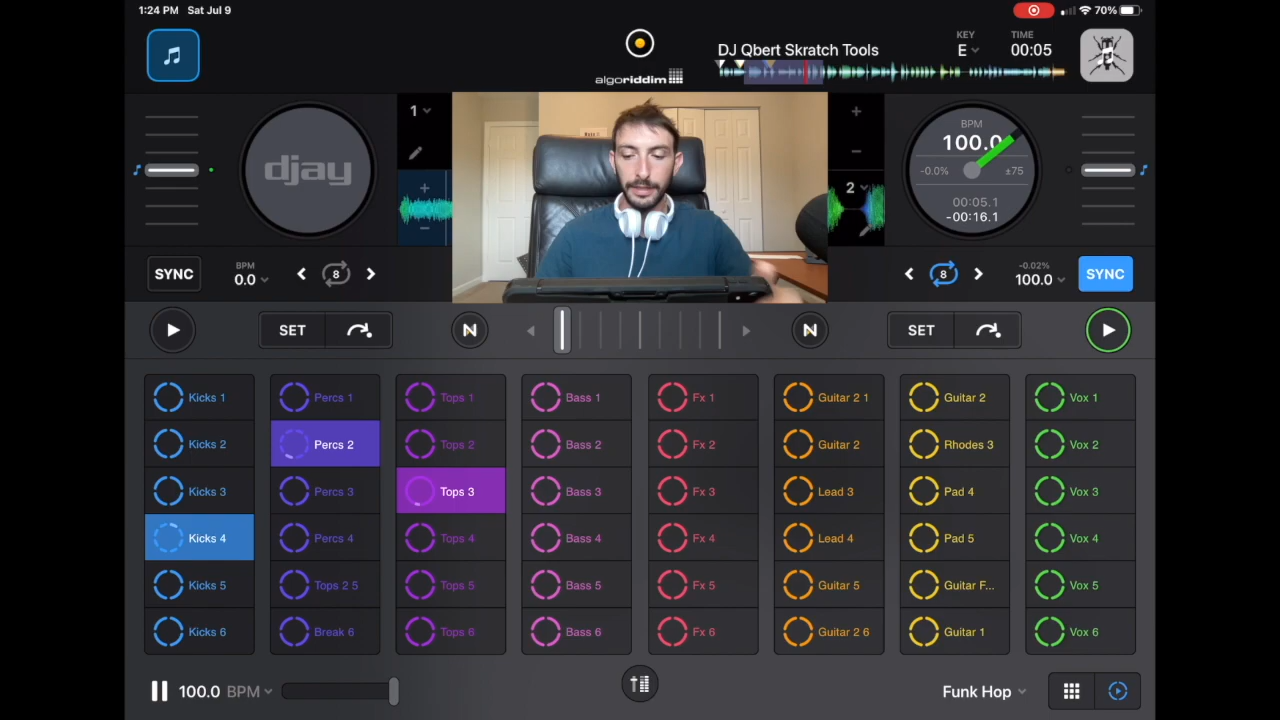 1:24 PM Sat Jul 9
70%
DJ Qbert Skratch Tools
KEY
E
TIME
00:05
algoriddim
djay
1
2
BPM
100.0
-0.0%
±75
00:05.1
-00:16.1
SYNC
BPM
0.0
8
8
-0.02%
100.0
SYNC
SET
N
N
SET
Kicks 1
Percs 1
Tops 1
Bass 1
Fx 1
Guitar 2 1
Guitar 2
Vox 1
Kicks 2
Percs 2
Tops 2
Bass 2
Fx 2
Guitar 2
Rhodes 3
Vox 2
Kicks 3
Percs 3
Tops 3
Bass 3
Fx 3
Lead 3
Pad 4
Vox 3
Kicks 4
Percs 4
Tops 4
Bass 4
Fx 4
Lead 4
Pad 5
Vox 4
Kicks 5
Tops 2 5
Tops 5
Bass 5
Fx 5
Guitar 5
Guitar F...
Vox 5
Kicks 6
Break 6
Tops 6
Bass 6
Fx 6
Guitar 2 6
Guitar 1
Vox 6
100.0 BPM
Funk Hop